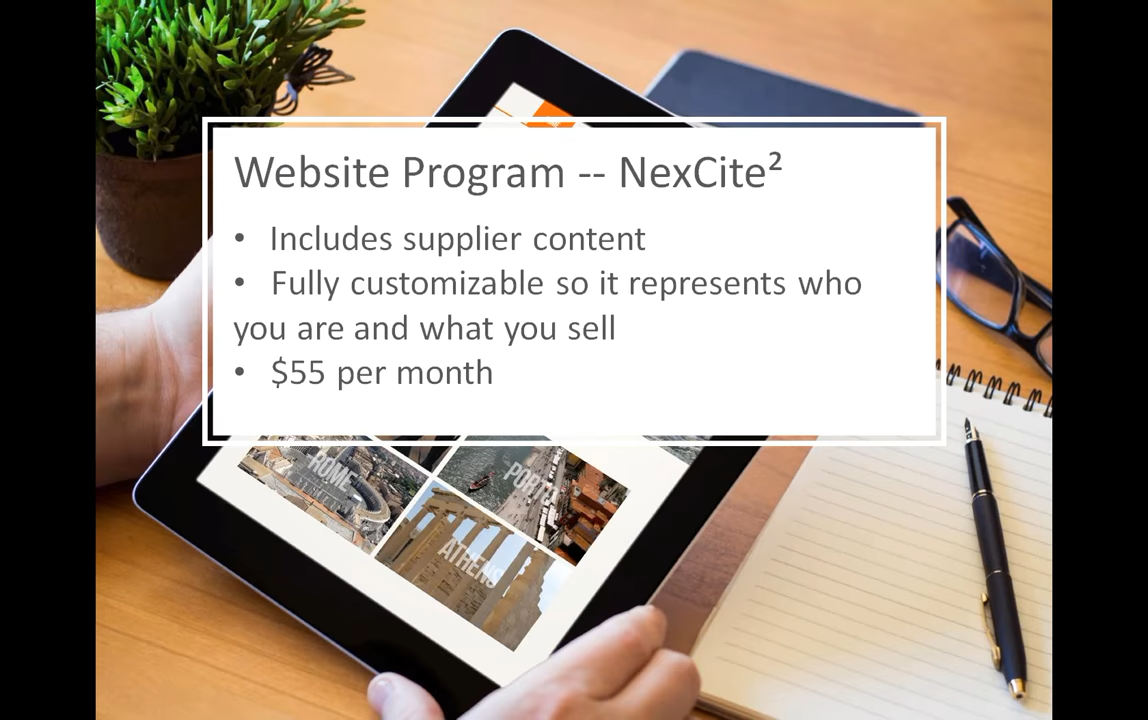 Website Program -- NexCite²
• Includes supplier content
• Fully customizable so it represents who
you are and what you sell
• $55 per month
ROME
PORTO
ATHENS